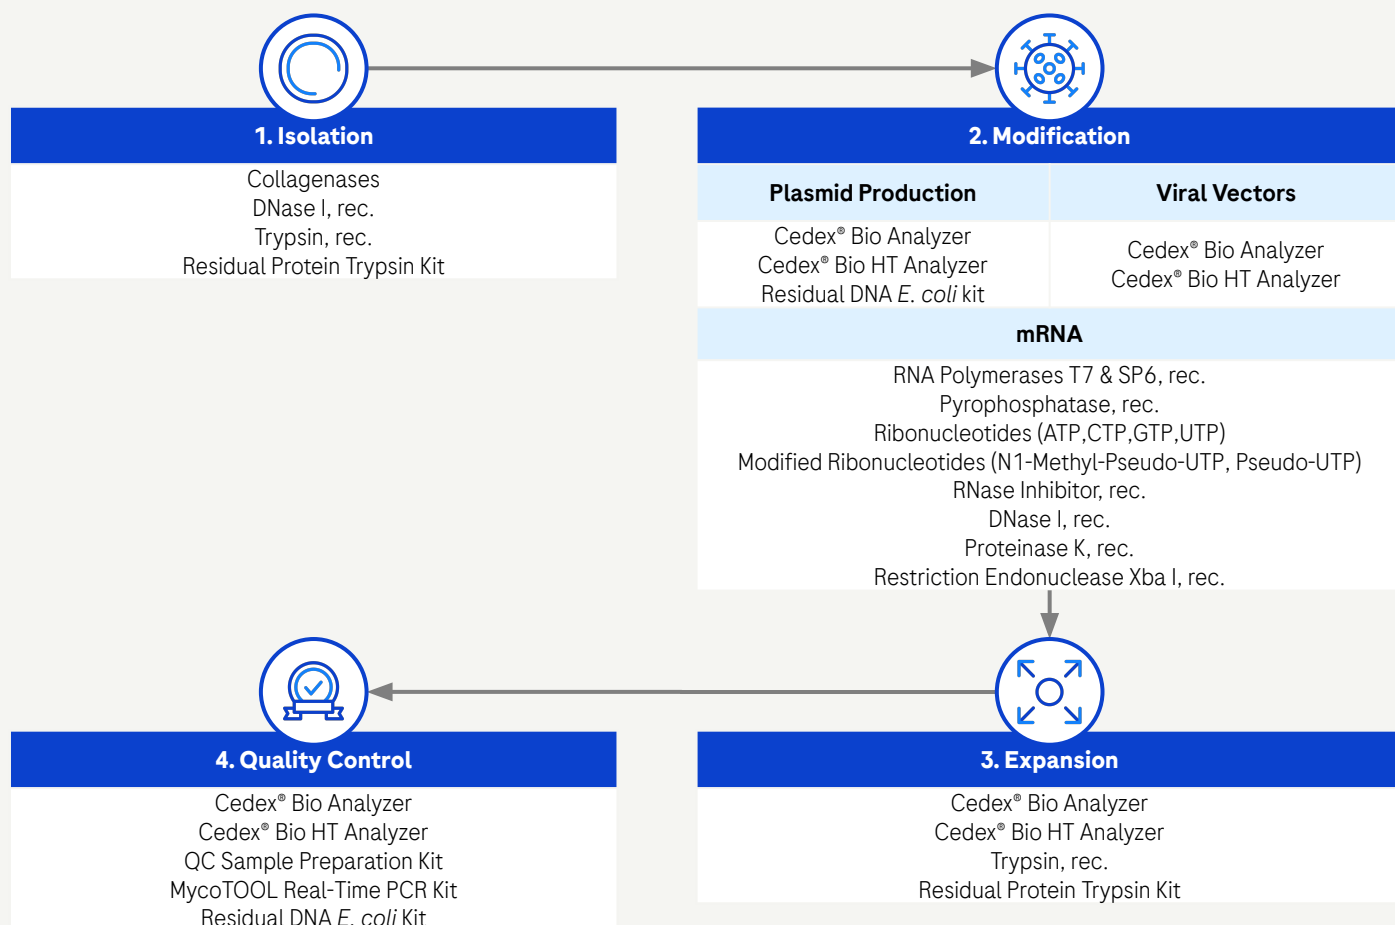 1. Isolation
Collagenases
DNase I, rec.
Trypsin, rec.
Residual Protein Trypsin Kit
2. Modification
Plasmid Production
Cedex® Bio Analyzer
Cedex® Bio HT Analyzer
Residual DNA E. coli kit
Viral Vectors
Cedex® Bio Analyzer
Cedex® Bio HT Analyzer
mRNA
RNA Polymerases T7 & SP6, rec.
Pyrophosphatase, rec.
Ribonucleotides (ATP,CTP,GTP,UTP)
Modified Ribonucleotides (N1-Methyl-Pseudo-UTP, Pseudo-UTP)
RNase Inhibitor, rec.
DNase I, rec.
Proteinase K, rec.
Restriction Endonuclease Xba I, rec.
3. Expansion
Cedex® Bio Analyzer
Cedex® Bio HT Analyzer
Trypsin, rec.
Residual Protein Trypsin Kit
4. Quality Control
Cedex® Bio Analyzer
Cedex® Bio HT Analyzer
QC Sample Preparation Kit
MycoTOOL Real-Time PCR Kit
Residual DNA E. coli Kit